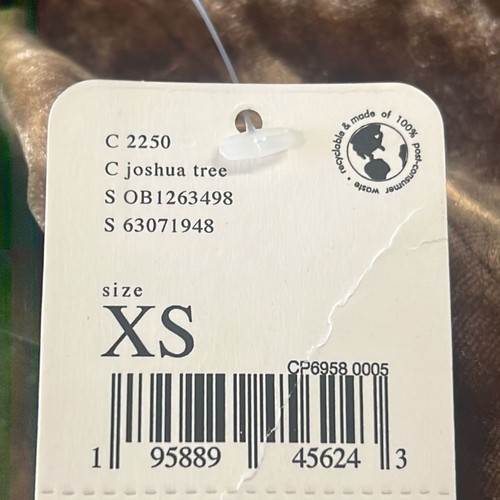 C 2250
C joshua tree
S OB1263498
S 63071948
recyclable & made of 100% post-consumer waste •
size
XS
CP6958 0005
1 95889 45624 3